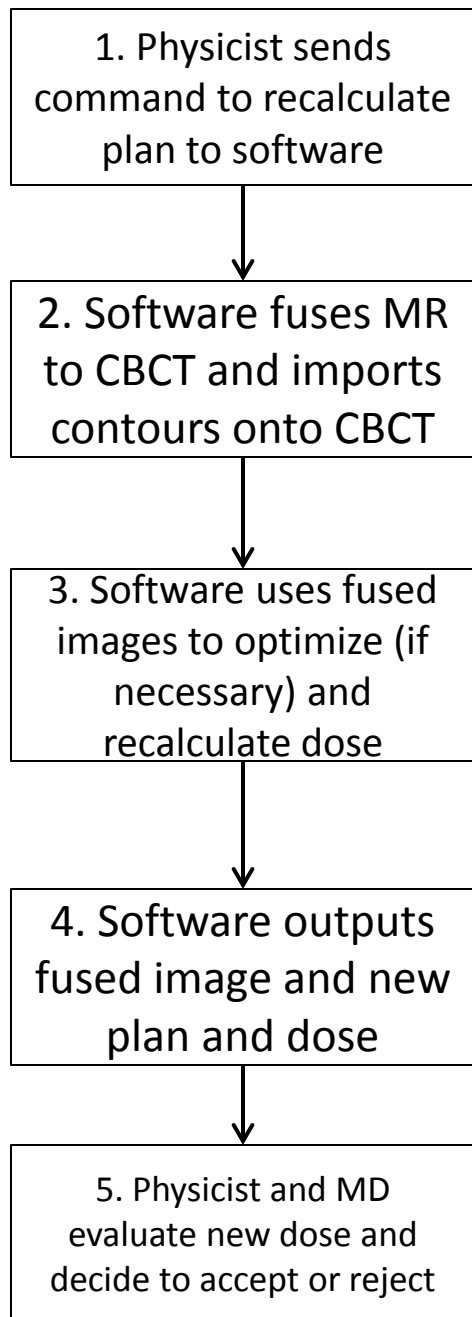 1. Physicist sends
command to recalculate
plan to software
2. Software fuses MR
to CBCT and imports
contours onto CBCT
3. Software uses fused
images to optimize (if
necessary) and
recalculate dose
4. Software outputs
fused image and new
plan and dose
5. Physicist and MD
evaluate new dose and
decide to accept or reject